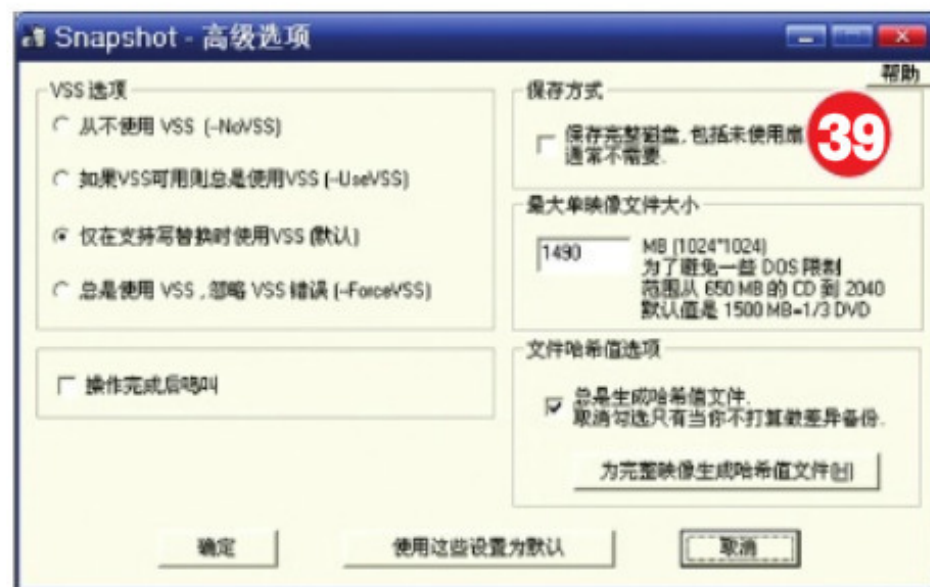 Snapshot - 高级选项
帮助
VSS 选项
从不使用 VSS (-NoVSS)
如果VSS可用则总是使用VSS (-UseVSS)
仅在支持写替换时使用VSS (默认)
总是使用 VSS , 忽略 VSS 错误 (-ForceVSS)
操作完成后鸣叫
保存方式
保存完整磁盘, 包括未使用扇
通常不需要.
39
最大单映像文件大小
1490
MB (1024*1024)
为了避免一些 DOS 限制
范围从 650 MB 的 CD 到 2040
默认值是 1500 MB=1/3 DVD
文件哈希值选项
总是生成哈希值文件.
取消勾选只有当你不打算做差异备份.
为完整映像生成哈希值文件(H)
确定
使用这些设置为默认
取消